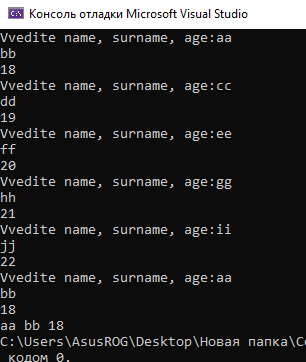 Консоль отладки Microsoft Visual Studio
Vvedite name, surname, age:aa
bb
18
Vvedite name, surname, age:cc
dd
19
Vvedite name, surname, age:ee
ff
20
Vvedite name, surname, age:gg
hh
21
Vvedite name, surname, age:ii
jj
22
Vvedite name, surname, age:aa
bb
18
aa bb 18
C:\Users\AsusROG\Desktop\Новая папка\Co
кодом 0.